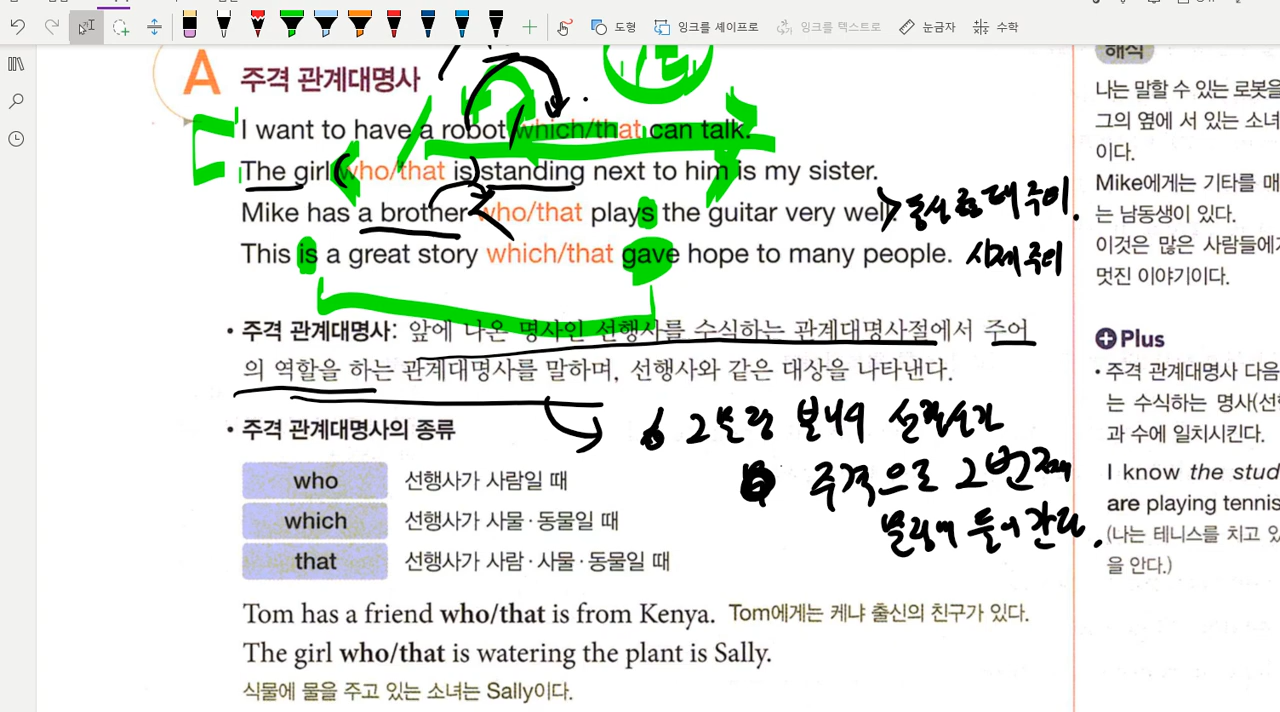 도형
잉크를 셰이프로
잉크를 텍스트로
눈금자
수학
A 주격 관계대명사
I want to have a robot which/that can talk.
The girl who/that is standing next to him is my sister.
Mike has a brother who/that plays the guitar very well.
This is a great story which/that gave hope to many people.
시제 주의
• 주격 관계대명사: 앞에 나온 명사인 선행사를 수식하는 관계대명사절에서 주어
의 역할을 하는 관계대명사를 말하며, 선행사와 같은 대상을 나타낸다.
선행사가
주격으로 2번째
들어간다.
• 주격 관계대명사의 종류
who 선행사가 사람일 때
which 선행사가 사물·동물일 때
that 선행사가 사람·사물·동물일 때
Tom has a friend who/that is from Kenya. Tom에게는 케냐 출신의 친구가 있다.
The girl who/that is watering the plant is Sally.
식물에 물을 주고 있는 소녀는 Sally이다.
해석
나는 말할 수 있는 로봇을
그의 옆에 서 있는 소녀
이다.
Mike에게는 기타를 매
는 남동생이 있다.
이것은 많은 사람들에게
멋진 이야기이다.
Plus
• 주격 관계대명사 다음
는 수식하는 명사(선행
과 수에 일치시킨다.
I know the stud
are playing tennis
(나는 테니스를 치고 있
을 안다.)